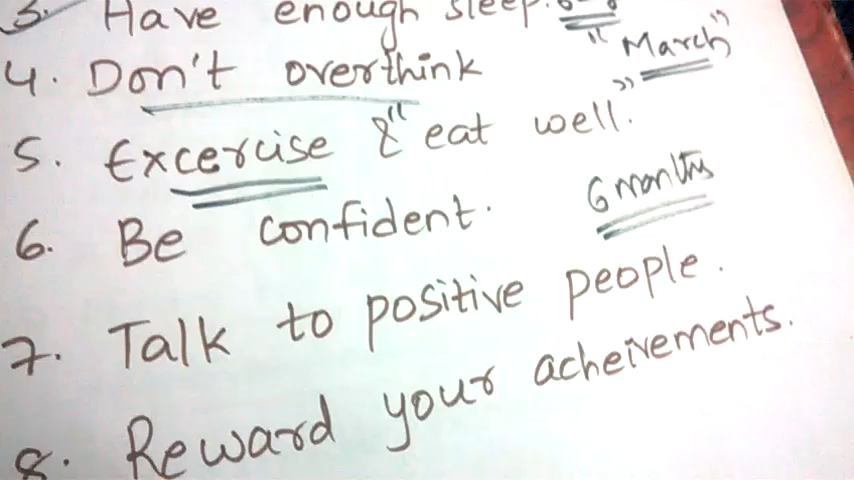 3. Have enough sleep.
"March"
4. Don't overthink
5. Excercise & "eat well."
6 months
6. Be confident.
7. Talk to positive people.
8. Reward your acheivements.